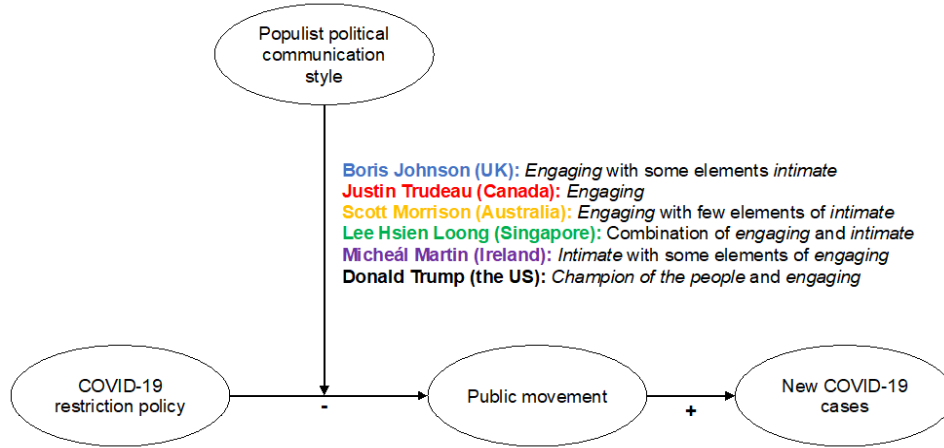 Populist political
communication
style
Boris Johnson (UK): Engaging with some elements intimate
Justin Trudeau (Canada): Engaging
Scott Morrison (Australia): Engaging with few elements of intimate
Lee Hsien Loong (Singapore): Combination of engaging and intimate
Micheál Martin (Ireland): Intimate with some elements of engaging
Donald Trump (the US): Champion of the people and engaging
COVID-19
restriction policy
-
Public movement
+
New COVID-19
cases